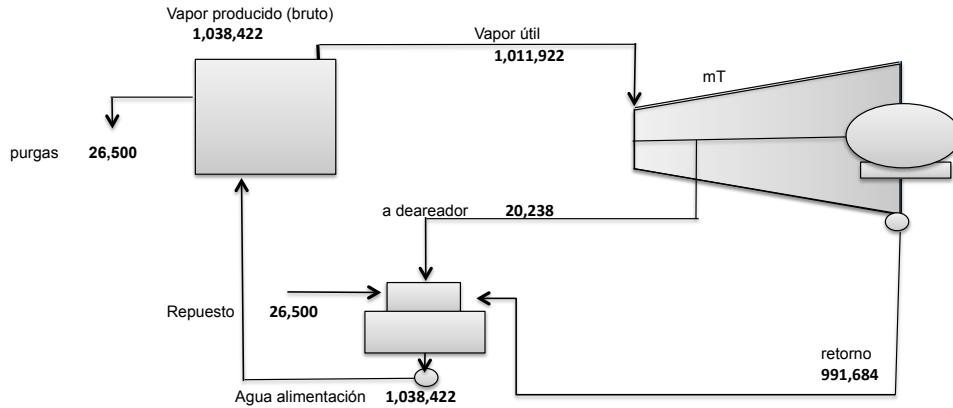 Vapor producido (bruto)
1,038,422
Vapor útil
1,011,922
mT
purgas 26,500
a deareador 20,238
Repuesto 26,500
retorno
991,684
Agua alimentación 1,038,422